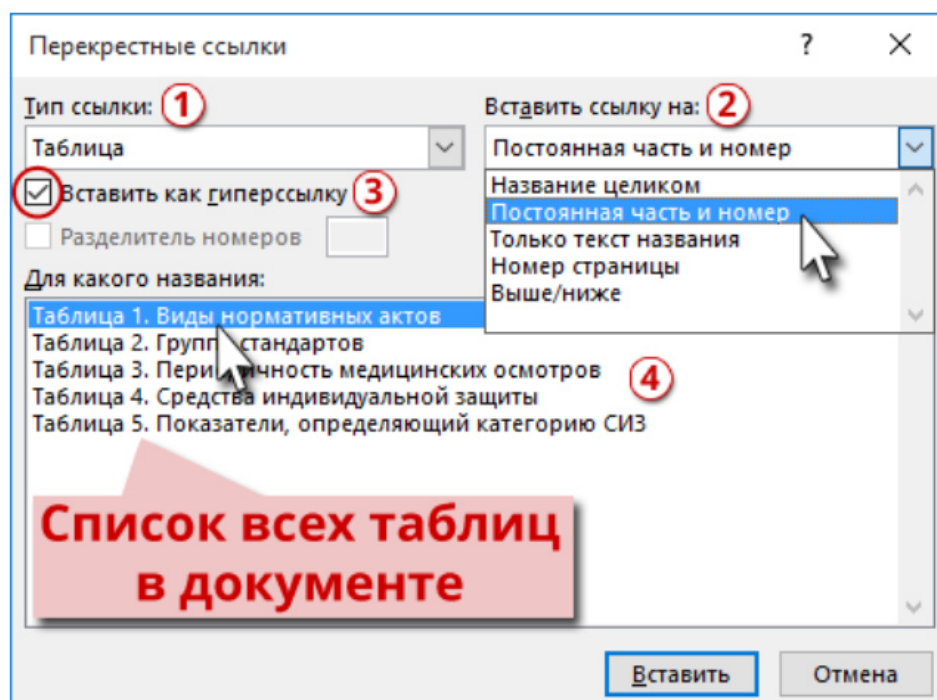 Перекрестные ссылки ?
Тип ссылки: 1
Вставить ссылку на: 2
Таблица
Постоянная часть и номер
Вставить как гиперссылку 3
Разделитель номеров
Название целиком
Постоянная часть и номер
Только текст названия
Номер страницы
Выше/ниже
Для какого названия:
Таблица 1. Виды нормативных актов
Таблица 2. Группы стандартов
Таблица 3. Периодичность медицинских осмотров
Таблица 4. Средства индивидуальной защиты
Таблица 5. Показатели, определяющий категорию СИЗ
4
Список всех таблиц
в документе
Вставить
Отмена